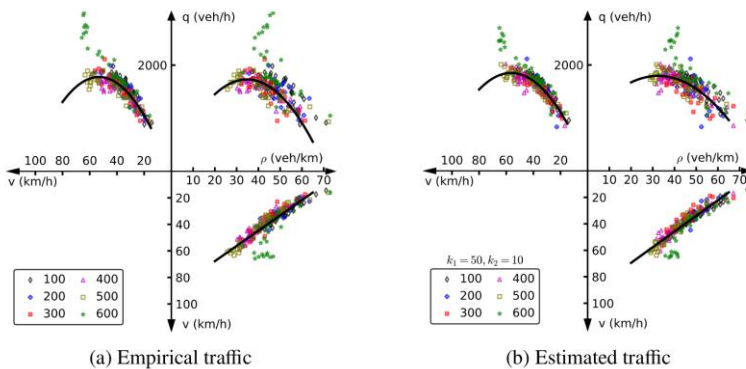 q (veh/h)
2000
ρ (veh/km)
100 80 60 40 20
10 20 30 40 50 60 70
v (km/h)
20
40
60
80
100
v (km/h)
100 400
200 500
300 600
(a) Empirical traffic
q (veh/h)
2000
ρ (veh/km)
100 80 60 40 20
10 20 30 40 50 60 70
v (km/h)
20
40
60
80
100
v (km/h)
k₁ = 50, k₂ = 10
100 400
200 500
300 600
(b) Estimated traffic